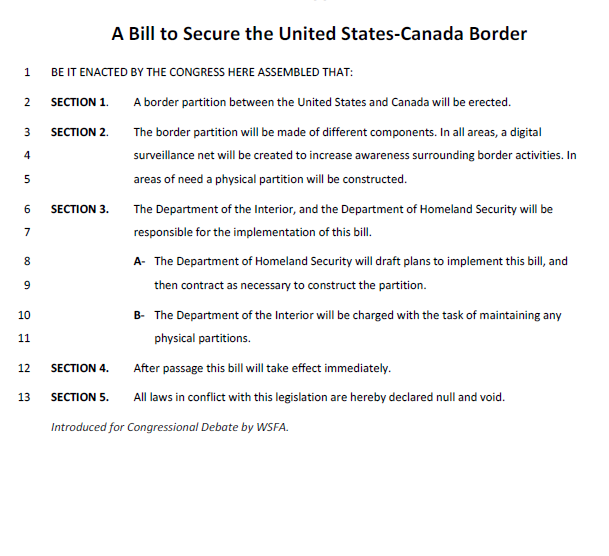 A Bill to Secure the United States-Canada Border
1 BE IT ENACTED BY THE CONGRESS HERE ASSEMBLED THAT:
2 SECTION 1. A border partition between the United States and Canada will be erected.
3 SECTION 2. The border partition will be made of different components. In all areas, a digital
4 surveillance net will be created to increase awareness surrounding border activities. In
5 areas of need a physical partition will be constructed.
6 SECTION 3. The Department of the Interior, and the Department of Homeland Security will be
7 responsible for the implementation of this bill.
8 A- The Department of Homeland Security will draft plans to implement this bill, and
9 then contract as necessary to construct the partition.
10 B- The Department of the Interior will be charged with the task of maintaining any
11 physical partitions.
12 SECTION 4. After passage this bill will take effect immediately.
13 SECTION 5. All laws in conflict with this legislation are hereby declared null and void.
Introduced for Congressional Debate by WSFA.